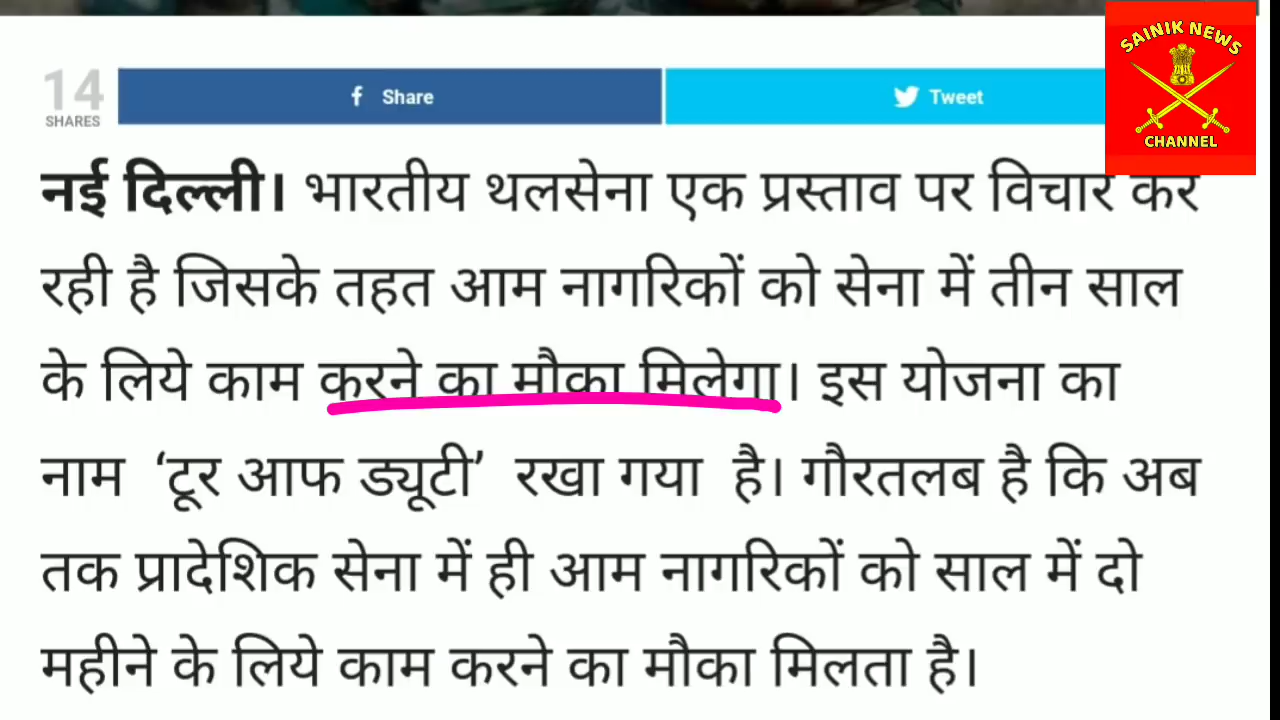 14
SHARES
Share
Tweet
SAINIK NEWS
CHANNEL
नई दिल्ली। भारतीय थलसेना एक प्रस्ताव पर विचार कर
रही है जिसके तहत आम नागरिकों को सेना में तीन साल
के लिये काम करने का मौका मिलेगा। इस योजना का
नाम ‘टूर आफ ड्यूटी’ रखा गया है। गौरतलब है कि अब
तक प्रादेशिक सेना में ही आम नागरिकों को साल में दो
महीने के लिये काम करने का मौका मिलता है।